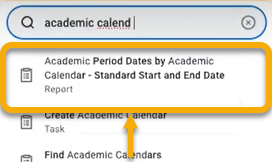 academic calend
Academic Period Dates by Academic
Calendar - Standard Start and End Date
Report
Create Academic Calendar
Task
Find Academic Calendars